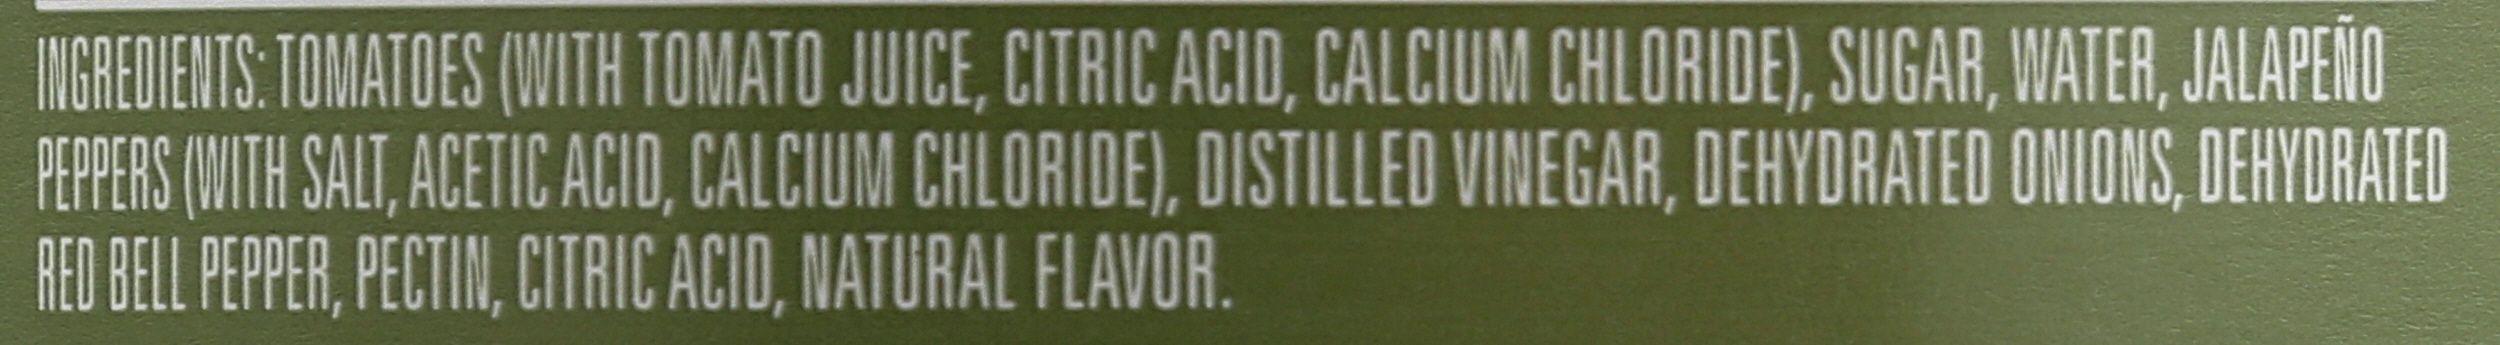 INGREDIENTS: TOMATOES (WITH TOMATO JUICE, CITRIC ACID, CALCIUM CHLORIDE), SUGAR, WATER, JALAPEÑO
PEPPERS (WITH SALT, ACETIC ACID, CALCIUM CHLORIDE), DISTILLED VINEGAR, DEHYDRATED ONIONS, DEHYDRATED
RED BELL PEPPER, PECTIN, CITRIC ACID, NATURAL FLAVOR.